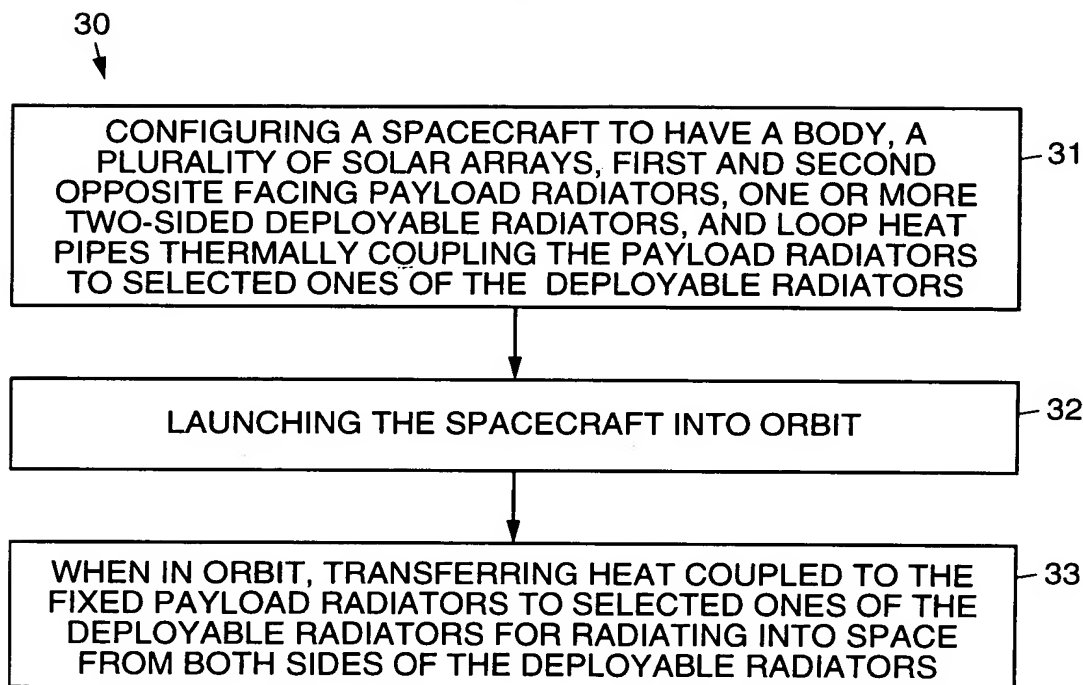 30
CONFIGURING A SPACECRAFT TO HAVE A BODY, A
PLURALITY OF SOLAR ARRAYS, FIRST AND SECOND
OPPOSITE FACING PAYLOAD RADIATORS, ONE OR MORE
TWO-SIDED DEPLOYABLE RADIATORS, AND LOOP HEAT
PIPES THERMALLY COUPLING THE PAYLOAD RADIATORS
TO SELECTED ONES OF THE DEPLOYABLE RADIATORS
31
LAUNCHING THE SPACECRAFT INTO ORBIT
32
WHEN IN ORBIT, TRANSFERRING HEAT COUPLED TO THE
FIXED PAYLOAD RADIATORS TO SELECTED ONES OF THE
DEPLOYABLE RADIATORS FOR RADIATING INTO SPACE
FROM BOTH SIDES OF THE DEPLOYABLE RADIATORS
33